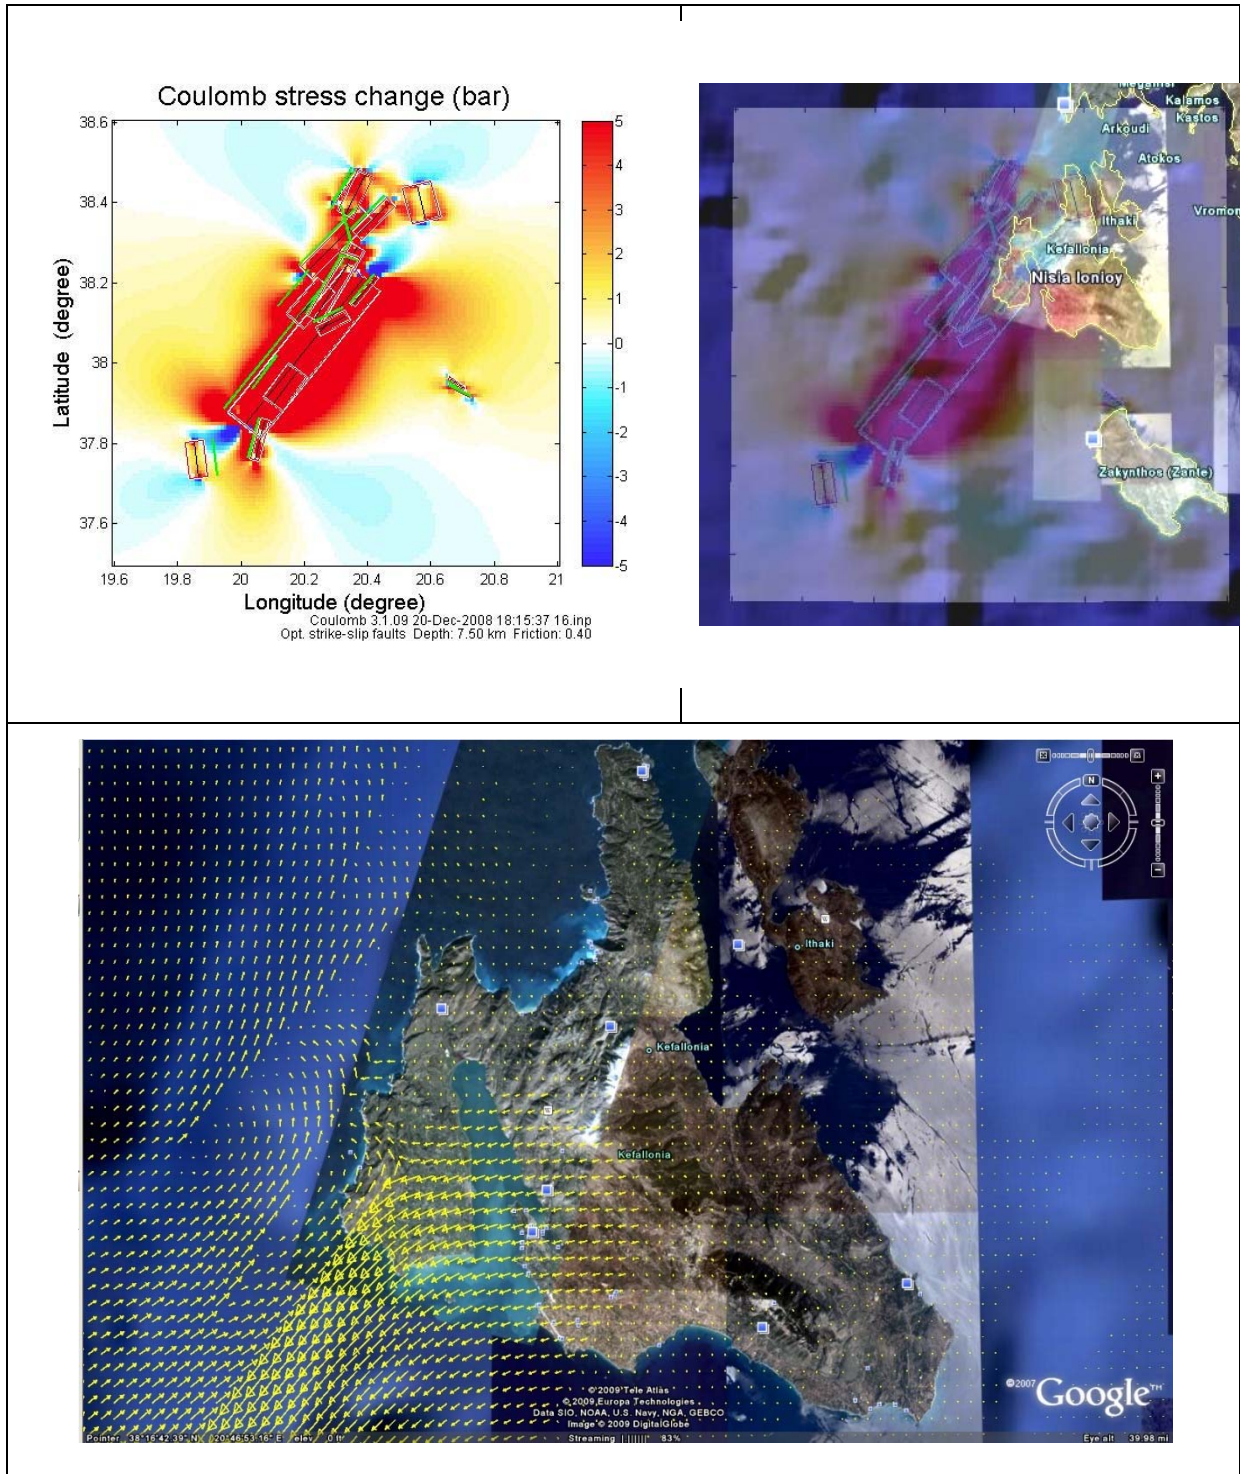 Coulomb stress change (bar)
38.6
38.4
38.2
38
37.8
37.6
Latitude (degree)
19.6 19.8 20 20.2 20.4 20.6 20.8 21
Longitude (degree)
5
4
3
2
1
0
-1
-2
-3
-4
-5
Coulomb 3.1.09 20-Dec-2008 18:15:37 16.inp
Opt. strike-slip faults Depth: 7.50 km Friction: 0.40
Kalamos
Kastos
Arkoudi
Atokos
Ithaki
Kefallonia
Nisia Ionioy
Zakynthos (Zante)
N
Ithaki
Kefallonia
Kefallonia
© 2009 Tele Atlas
© 2009 Europa Technologies
Data SIO, NOAA, U.S. Navy, NGA, GEBCO
Image © 2009 DigitalGlobe
©2007 Google™
Pointer 38°16'42.39" N 20°46'53.16" E elev 0 ft
Streaming ||||||| 83%
Eye alt 39.98 mi